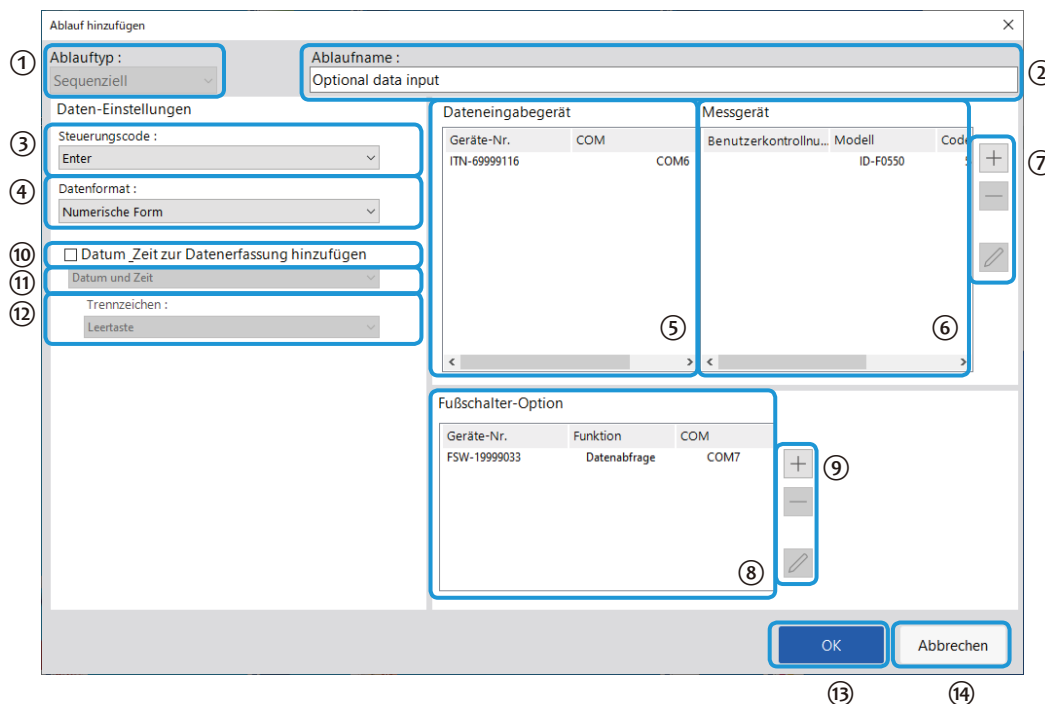 Ablauf hinzufügen
① Ablauftyp : Ablaufname : ②
Sequenziell Optional data input
Daten-Einstellungen Dateneingabegerät Messgerät
③ Steuerungscode : Geräte-Nr. COM Benutzerkontrollnu... Modell Code ⑦
Enter ITN-69999116 COM6 ID-F0550
④ Datenformat :
Numerische Form
⑩ Datum_Zeit zur Datenerfassung hinzufügen
⑪ Datum und Zeit
⑫ Trennzeichen :
Leertaste ⑤ ⑥
Fußschalter-Option
Geräte-Nr. Funktion COM
FSW-19999033 Datenabfrage COM7 ⑨
⑧
OK Abbrechen
⑬ ⑭